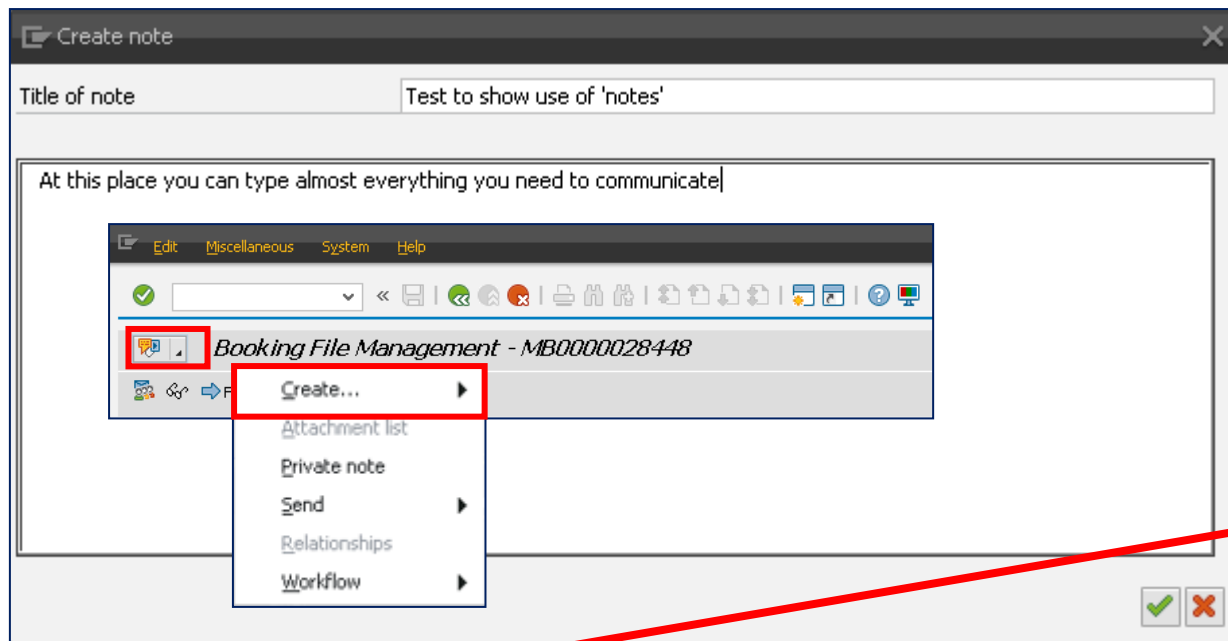 Create note
Title of note Test to show use of 'notes'
At this place you can type almost everything you need to communicate
Edit Miscellaneous System Help
Booking File Management - MB0000028448
F
Create...
Attachment list
Private note
Send
Relationships
Workflow